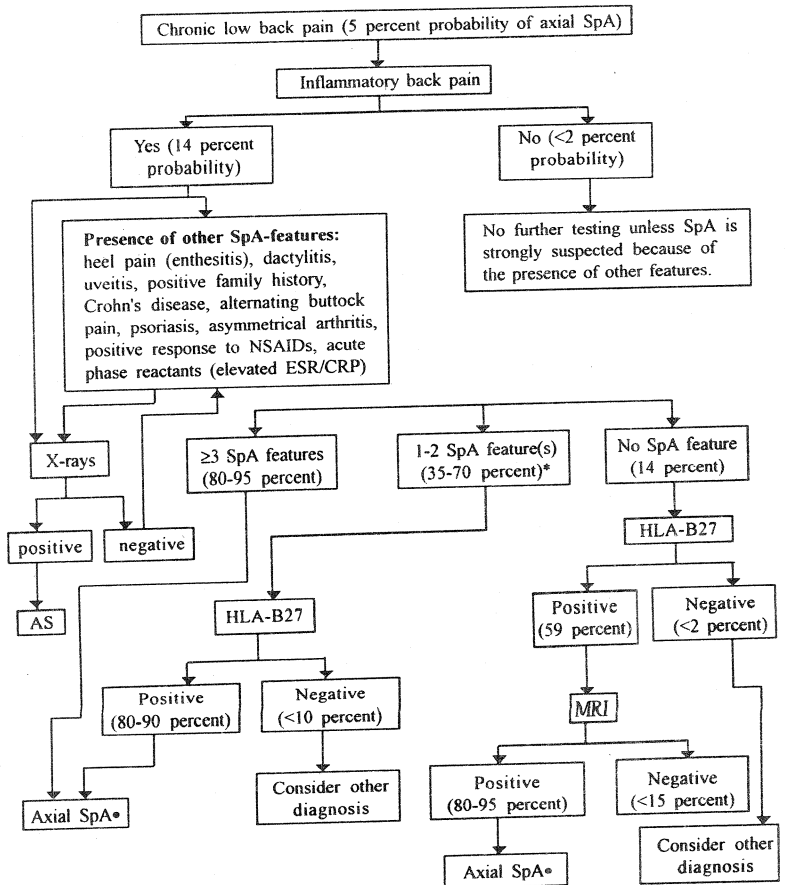 Chronic low back pain (5 percent probability of axial SpA)
Inflammatory back pain
Yes (14 percent
probability)
No (<2 percent
probability)
Presence of other SpA-features:
heel pain (enthesitis), dactylitis,
uveitis, positive family history,
Crohn's disease, alternating buttock
pain, psoriasis, asymmetrical arthritis,
positive response to NSAIDs, acute
phase reactants (elevated ESR/CRP)
No further testing unless SpA is
strongly suspected because of
the presence of other features.
X-rays
≥3 SpA features
(80-95 percent)
1-2 SpA feature(s)
(35-70 percent)*
No SpA feature
(14 percent)
positive
negative
HLA-B27
AS
HLA-B27
Positive
(59 percent)
Negative
(<2 percent)
Positive
(80-90 percent)
Negative
(<10 percent)
MRI
Axial SpA●
Consider other
diagnosis
Positive
(80-95 percent)
Negative
(<15 percent)
Axial SpA●
Consider other
diagnosis